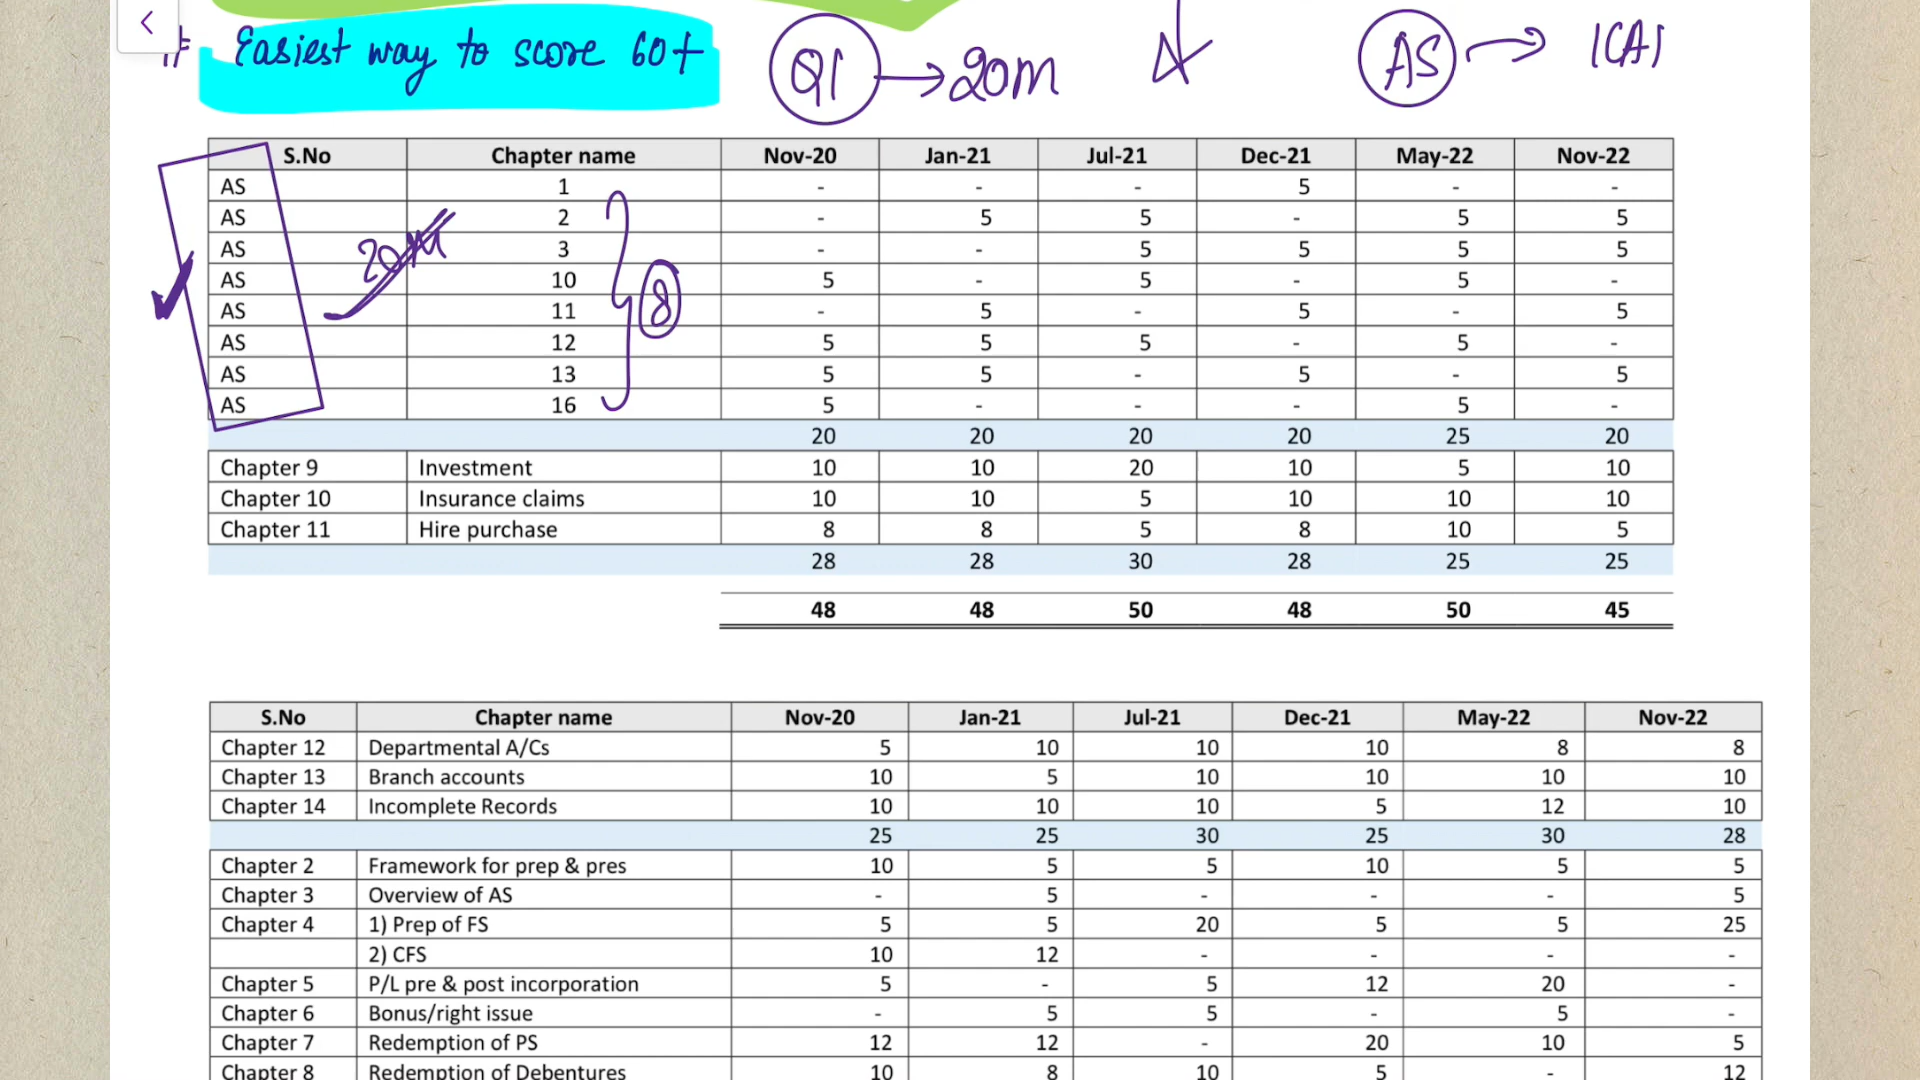 # Easiest way to score 60+ Q1 → 20m AS → ICAI
S.No Chapter name Nov-20 Jan-21 Jul-21 Dec-21 May-22 Nov-22
AS 1 - - - 5 - -
AS 2 - 5 5 - 5 5
AS 3 - - 5 5 5 5
20M
AS 10 5 - 5 - 5 -
8
AS 11 - 5 - 5 - 5
AS 12 5 5 5 - 5 -
AS 13 5 5 - 5 - 5
AS 16 5 - - - 5 -
20 20 20 20 25 20
Chapter 9 Investment 10 10 20 10 5 10
Chapter 10 Insurance claims 10 10 5 10 10 10
Chapter 11 Hire purchase 8 8 5 8 10 5
28 28 30 28 25 25
48 48 50 48 50 45
S.No Chapter name Nov-20 Jan-21 Jul-21 Dec-21 May-22 Nov-22
Chapter 12 Departmental A/Cs 5 10 10 10 8 8
Chapter 13 Branch accounts 10 5 10 10 10 10
Chapter 14 Incomplete Records 10 10 10 5 12 10
25 25 30 25 30 28
Chapter 2 Framework for prep & pres 10 5 5 10 5 5
Chapter 3 Overview of AS - 5 - - - 5
Chapter 4 1) Prep of FS 5 5 20 5 5 25
2) CFS 10 12 - - - -
Chapter 5 P/L pre & post incorporation 5 - 5 12 20 -
Chapter 6 Bonus/right issue - 5 5 - 5 -
Chapter 7 Redemption of PS 12 12 - 20 10 5
Chapter 8 Redemption of Debentures 10 8 10 5 - 12